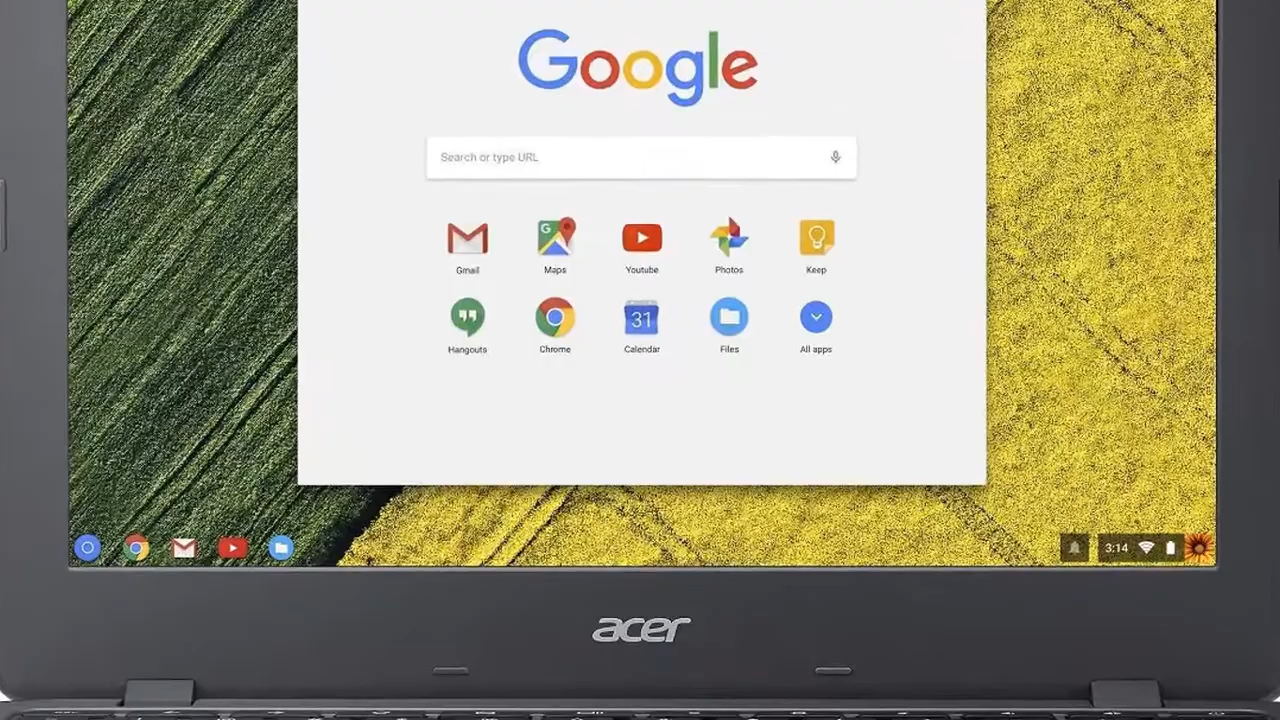 Google
Search or type URL
G
Gmail Maps Youtube Photos Keep
31
Hangouts Chrome Calendar Files All apps
3:14
acer